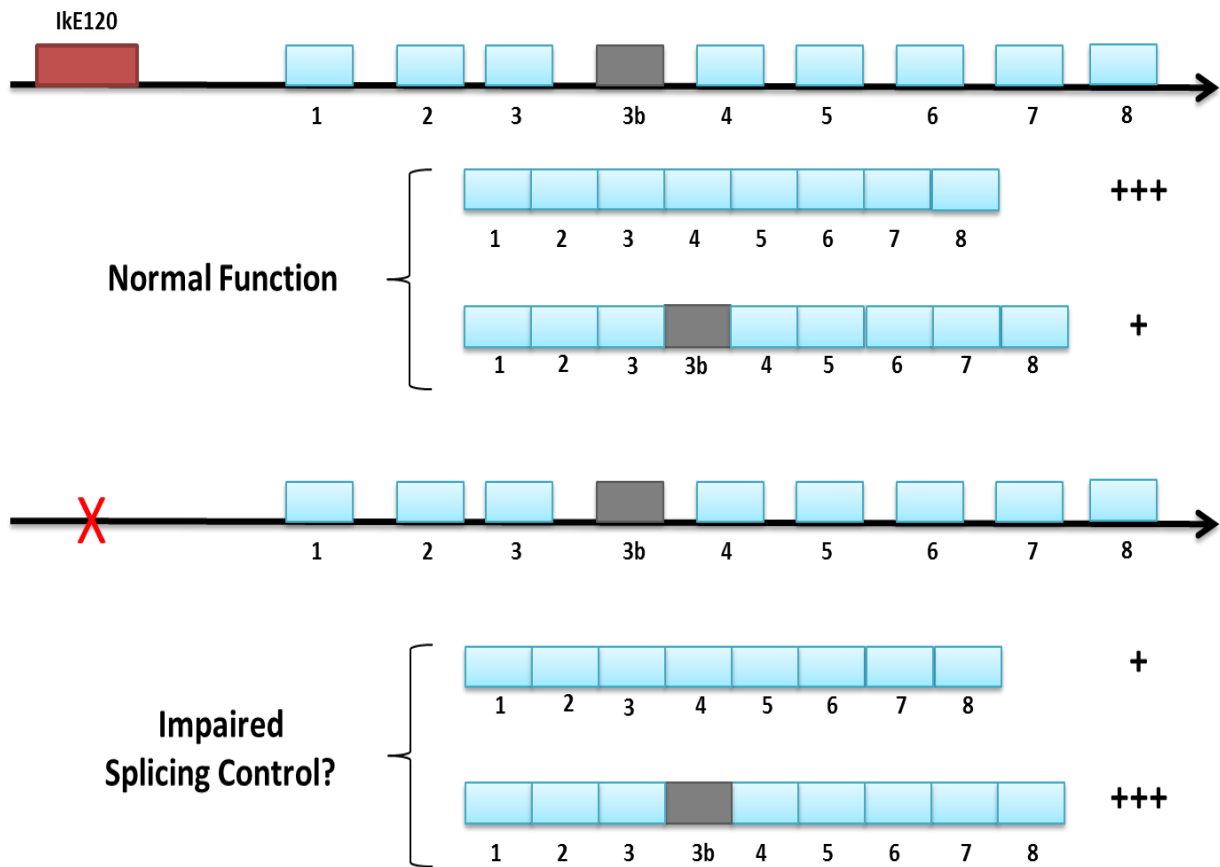 IkE120
1 2 3 3b 4 5 6 7 8
+++
1 2 3 4 5 6 7 8
Normal Function
+
1 2 3 3b 4 5 6 7 8
X
1 2 3 3b 4 5 6 7 8
+
1 2 3 4 5 6 7 8
Impaired
Splicing Control?
+++
1 2 3 3b 4 5 6 7 8